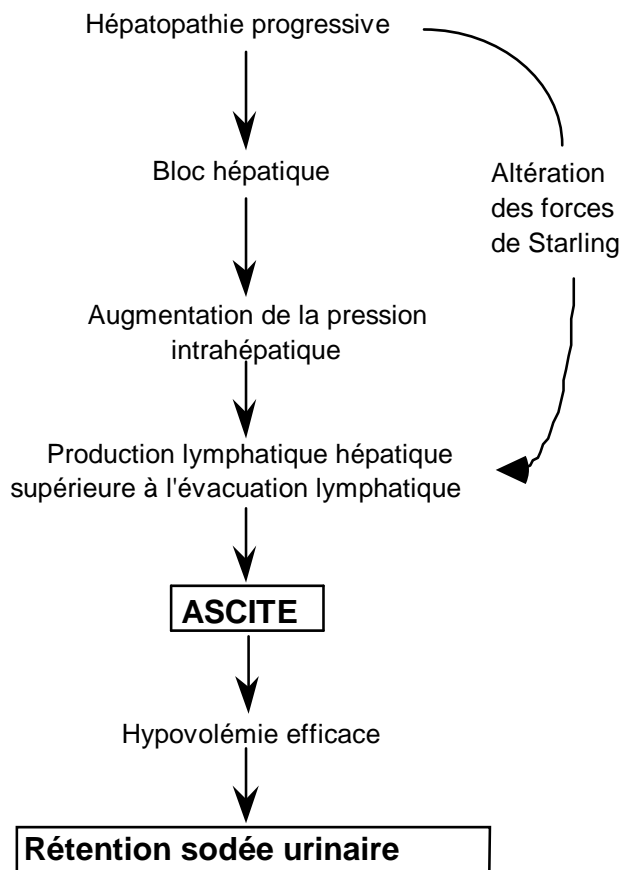 Hépatopathie progressive
Bloc hépatique
Altération
des forces
de Starling
Augmentation de la pression
intrahépatique
Production lymphatique hépatique
supérieure à l'évacuation lymphatique
ASCITE
Hypovolémie efficace
Rétention sodée urinaire